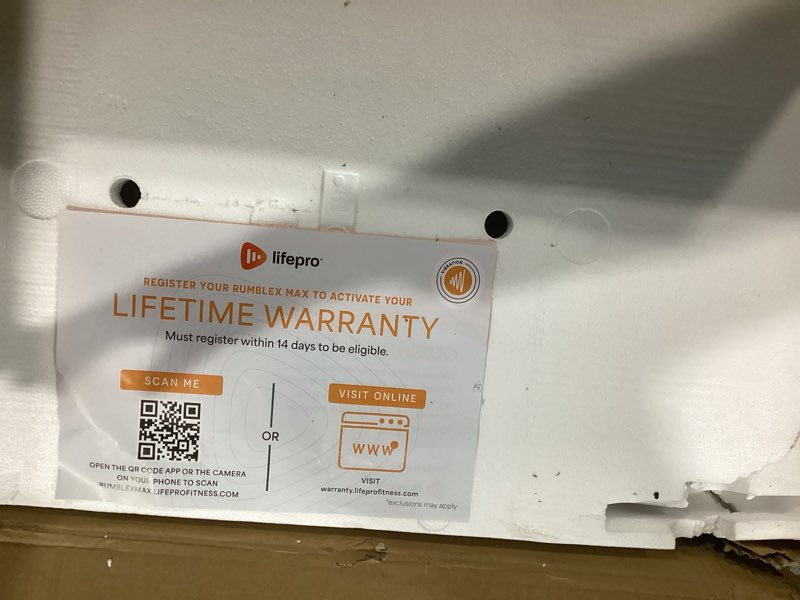 lifepro
VIBRATION
REGISTER YOUR RUMBLEX MAX TO ACTIVATE YOUR
LIFETIME WARRANTY
Must register within 14 days to be eligible.
SCAN ME
OPEN THE QR CODE APP OR THE CAMERA
ON YOUR PHONE TO SCAN
RUMBLEXMAX.LIFEPROFITNESS.COM
OR
VISIT ONLINE
WWW
VISIT
warranty.lifeprofitness.com
*exclusions may apply